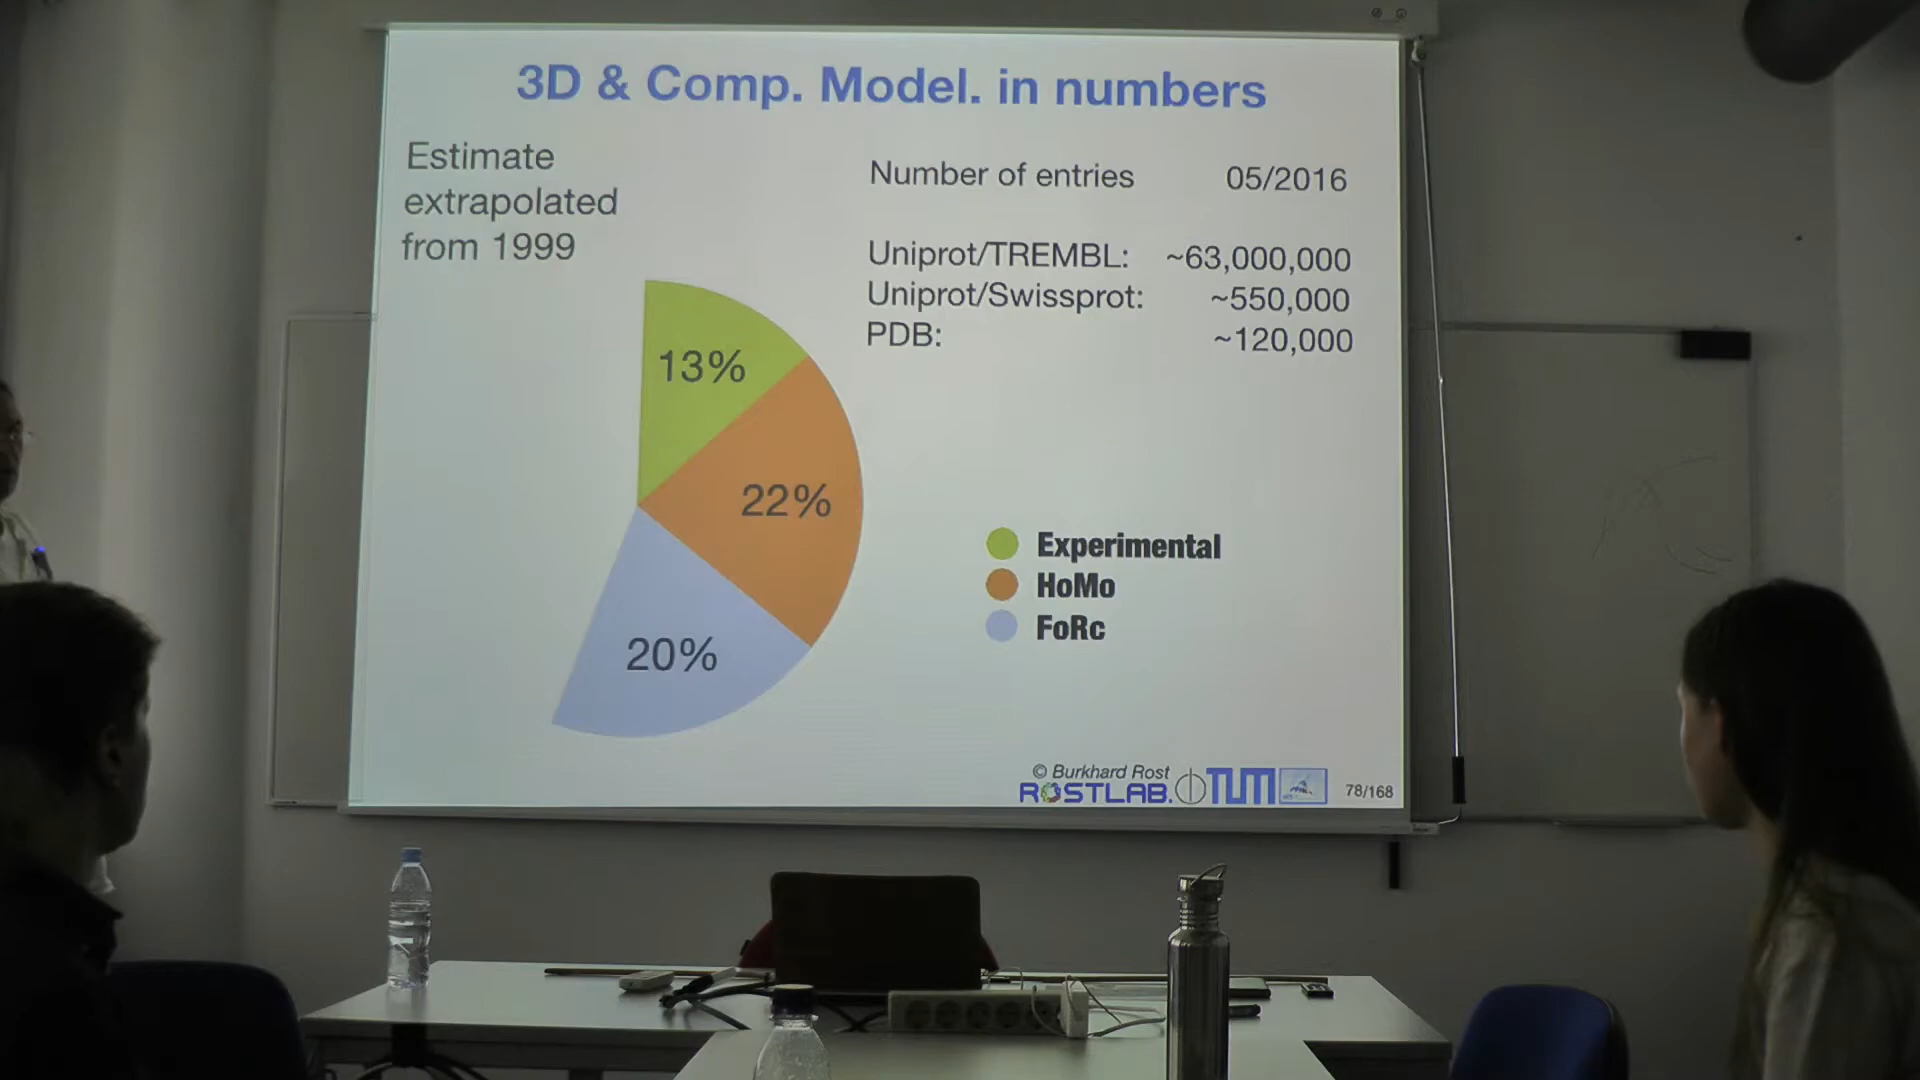 3D & Comp. Model. in numbers
Estimate
extrapolated
from 1999
Number of entries 05/2016
Uniprot/TREMBL: ~63,000,000
Uniprot/Swissprot: ~550,000
PDB: ~120,000
13%
22%
20%
Experimental
HoMo
FoRc
© Burkhard Rost
ROSTLAB. TUM
78/168